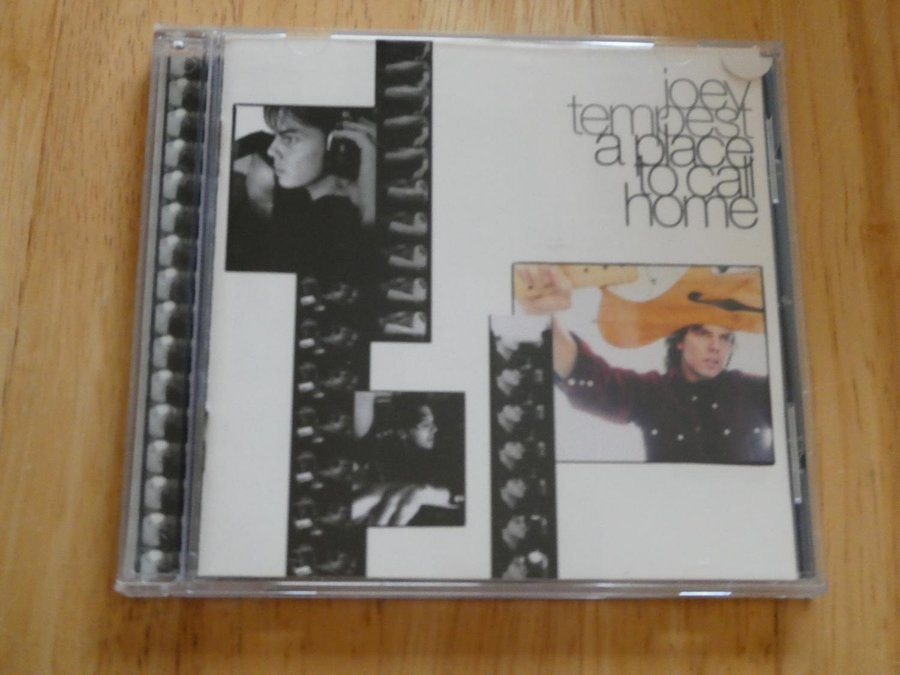 joey
tempest
a place
to call
home